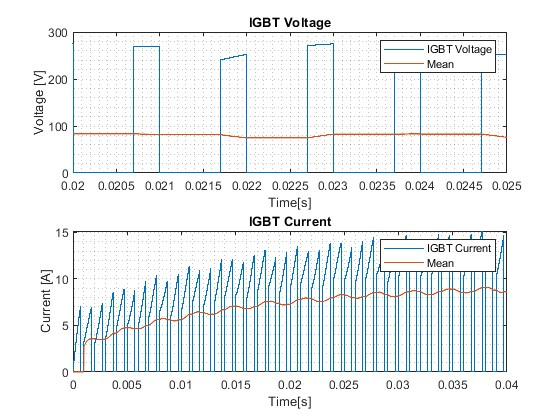 IGBT Voltage
300
200
100
0
Voltage [V]
IGBT Voltage
Mean
0.02 0.0205 0.021 0.0215 0.022 0.0225 0.023 0.0235 0.024 0.0245 0.025
Time[s]
IGBT Current
15
10
5
0
Current [A]
IGBT Current
Mean
0 0.005 0.01 0.015 0.02 0.025 0.03 0.035 0.04
Time[s]